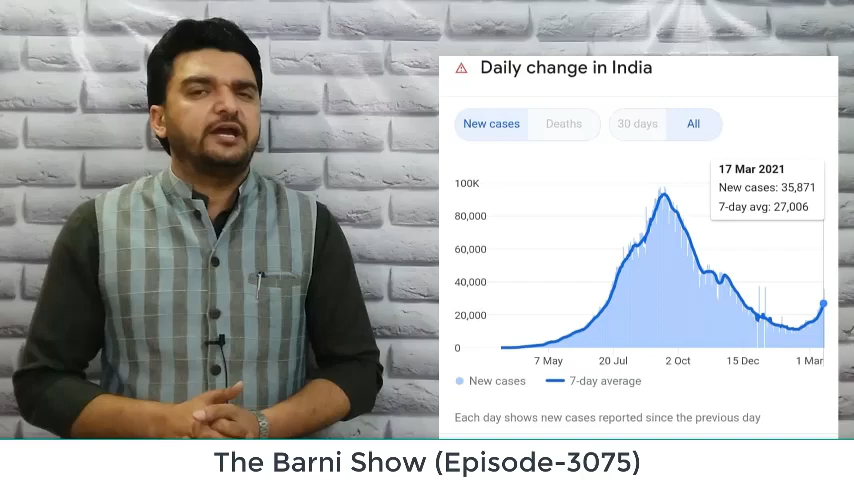 Daily change in India
New cases Deaths 30 days All
17 Mar 2021
New cases: 35,871
7-day avg: 27,006
100K
80,000
60,000
40,000
20,000
0
7 May 20 Jul 2 Oct 15 Dec 1 Mar
New cases 7-day average
Each day shows new cases reported since the previous day
The Barni Show (Episode-3075)